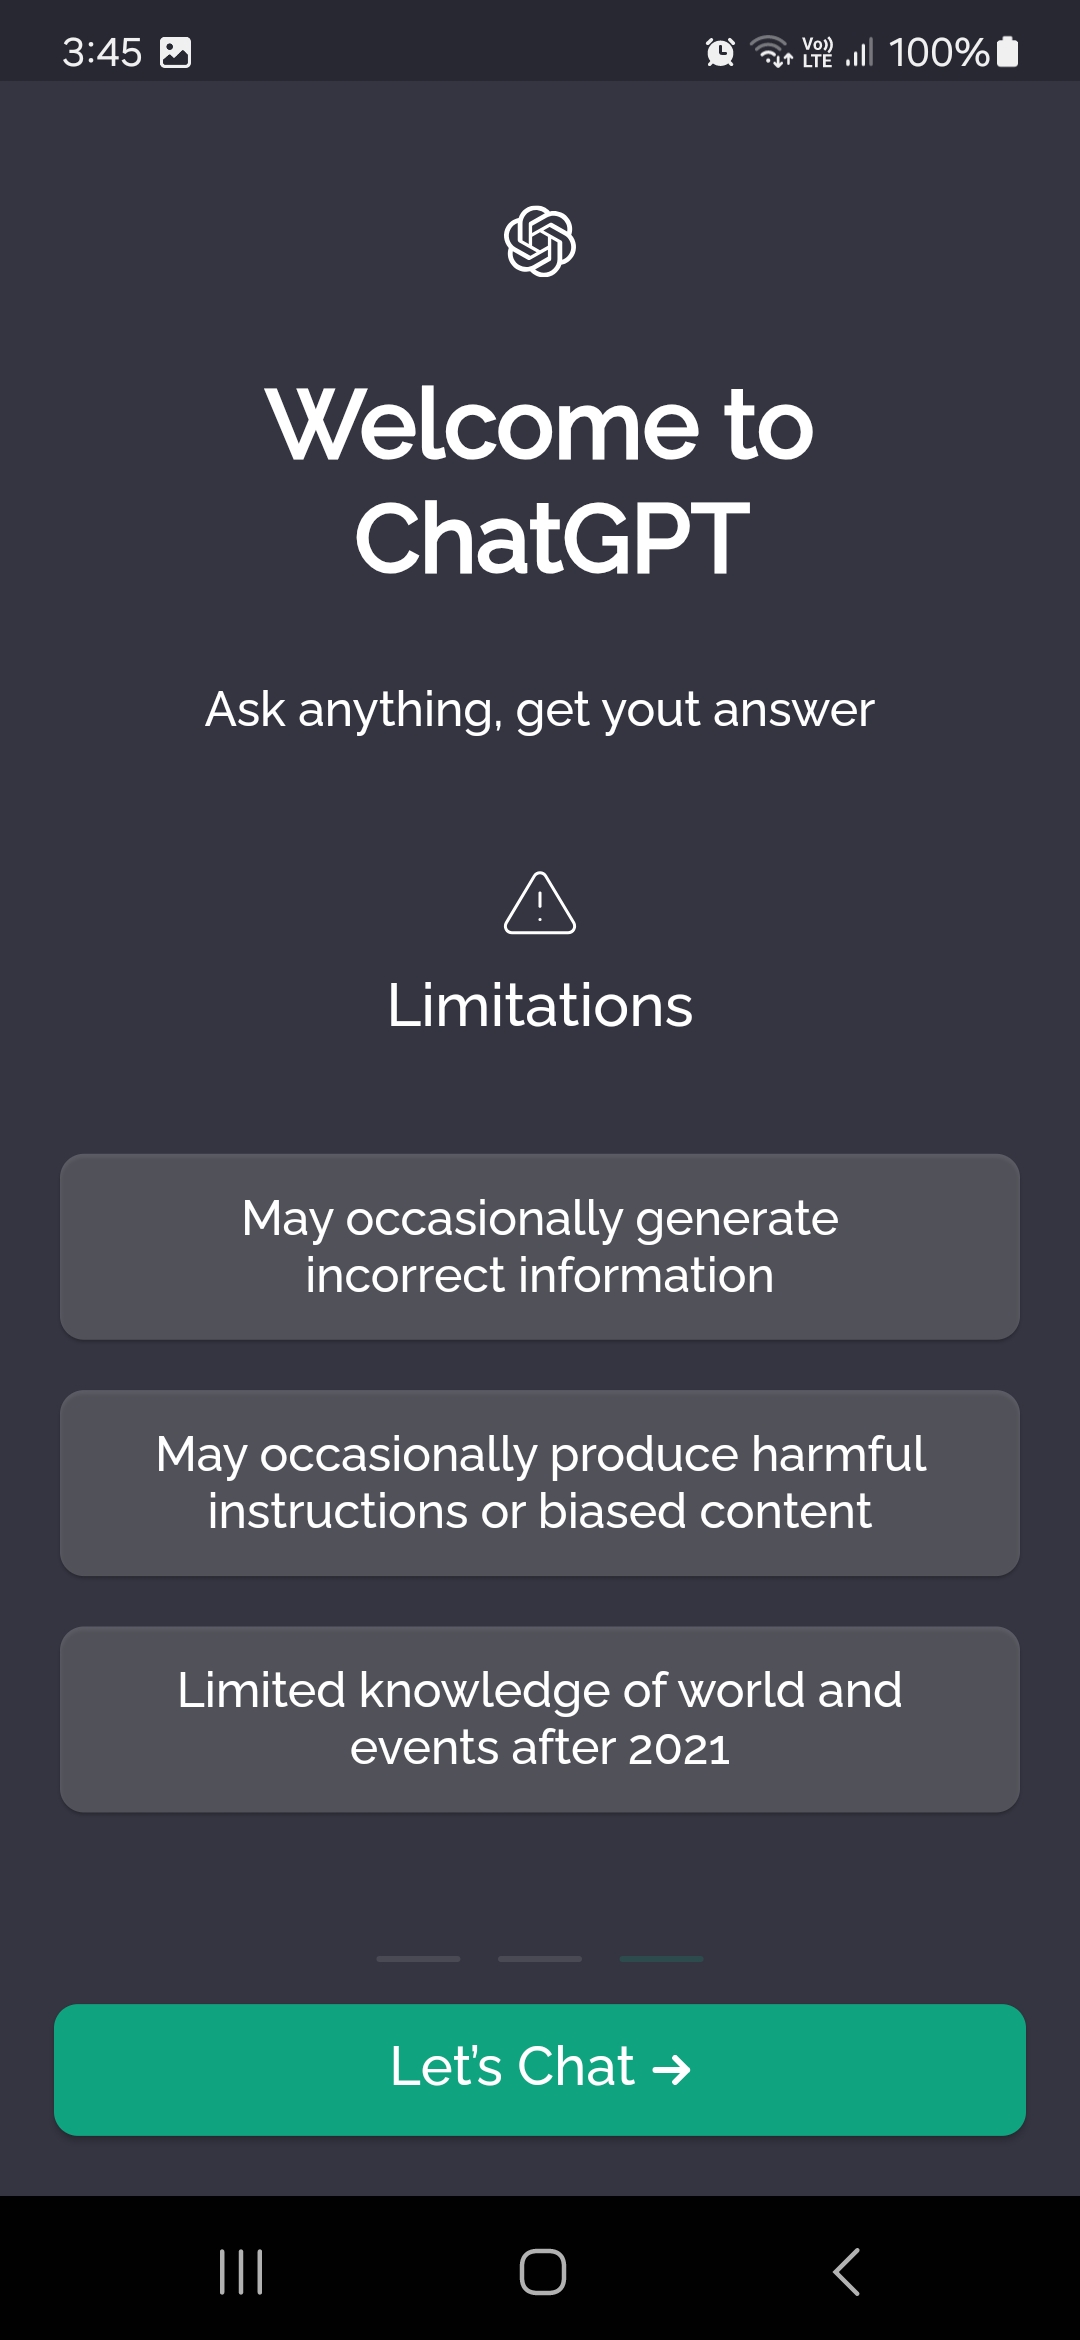 3:45
Vo)) LTE 100%
Welcome to
ChatGPT
Ask anything, get yout answer
Limitations
May occasionally generate
incorrect information
May occasionally produce harmful
instructions or biased content
Limited knowledge of world and
events after 2021
Let’s Chat →